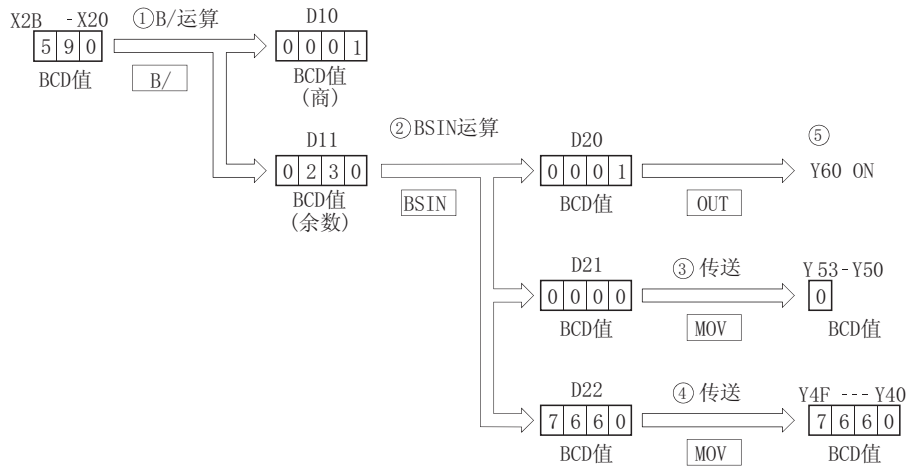 X2B -X20 ①B/运算 D10
5 9 0 0 0 0 1
BCD值 B/ BCD值
(商)
D11 ②BSIN运算 D20 ⑤
0 2 3 0 0 0 0 1 Y60 ON
BCD值 BSIN BCD值 OUT
(余数)
D21 ③传送 Y53-Y50
0 0 0 0 0
BCD值 MOV BCD值
D22 ④传送 Y4F --- Y40
7 6 6 0 7 6 6 0
BCD值 MOV BCD值